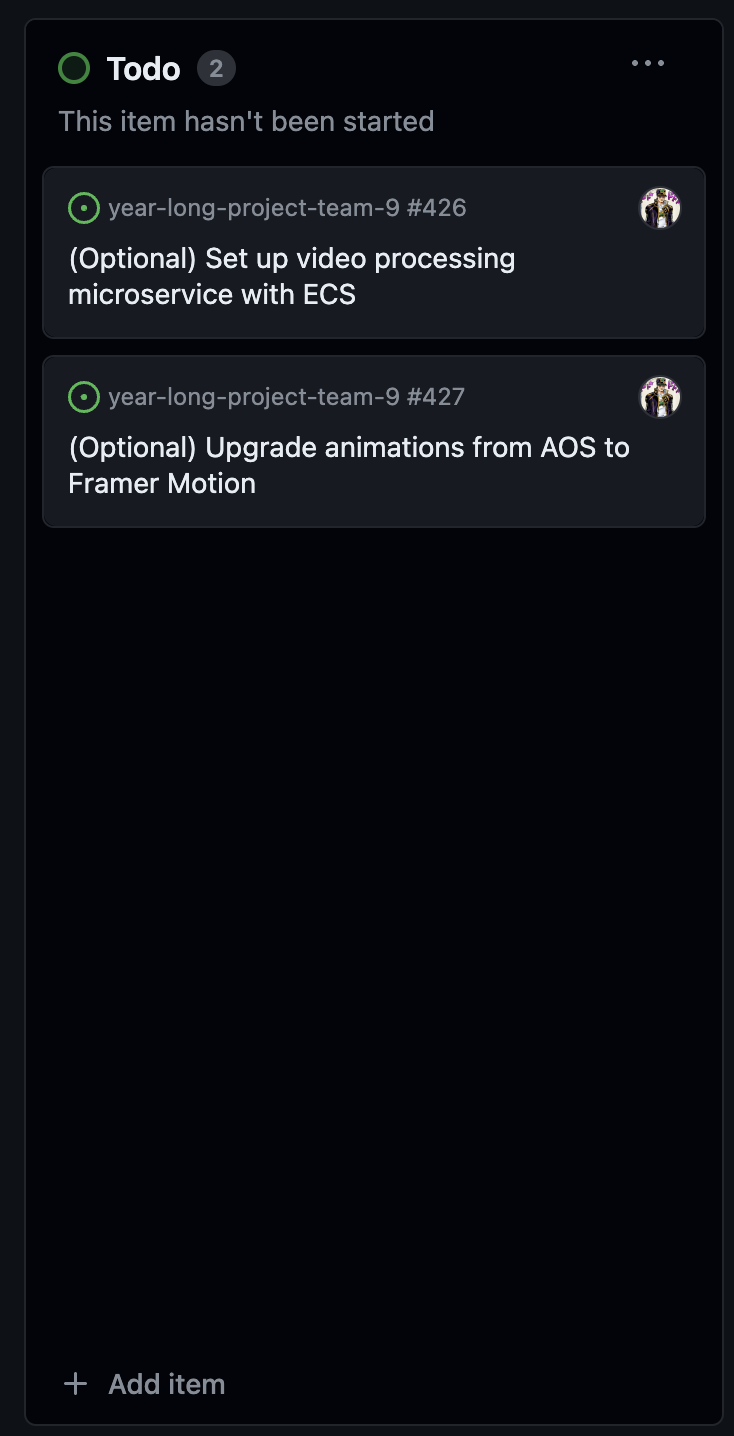 Todo 2
This item hasn't been started
year-long-project-team-9 #426
(Optional) Set up video processing
microservice with ECS
year-long-project-team-9 #427
(Optional) Upgrade animations from AOS to
Framer Motion
+ Add item